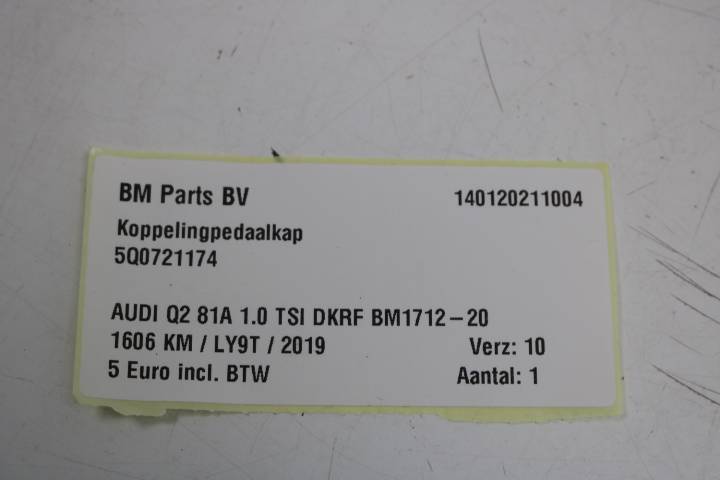 BM Parts BV 140120211004
Koppelingpedaalkap
5Q0721174
AUDI Q2 81A 1.0 TSI DKRF BM1712-20
1606 KM / LY9T / 2019 Verz: 10
5 Euro incl. BTW Aantal: 1